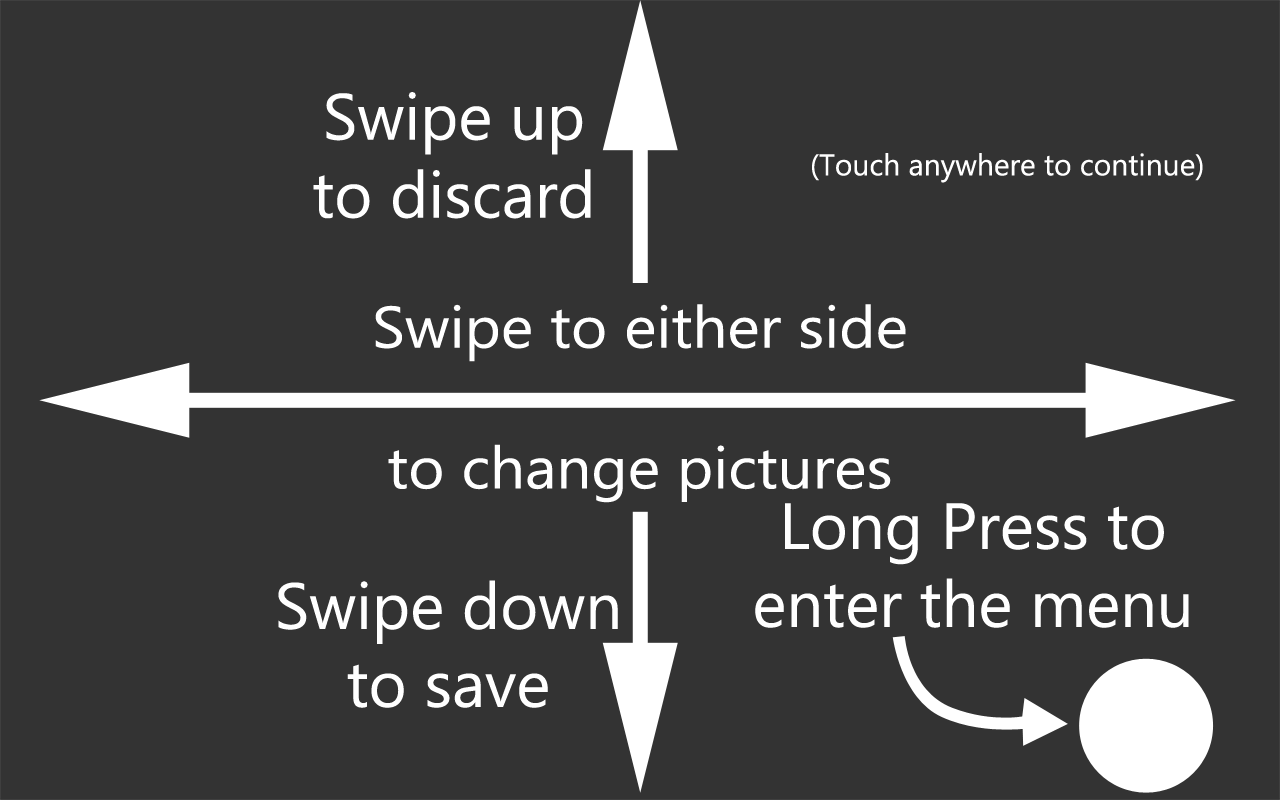 Swipe up
to discard
(Touch anywhere to continue)
Swipe to either side
to change pictures
Long Press to
enter the menu
Swipe down
to save